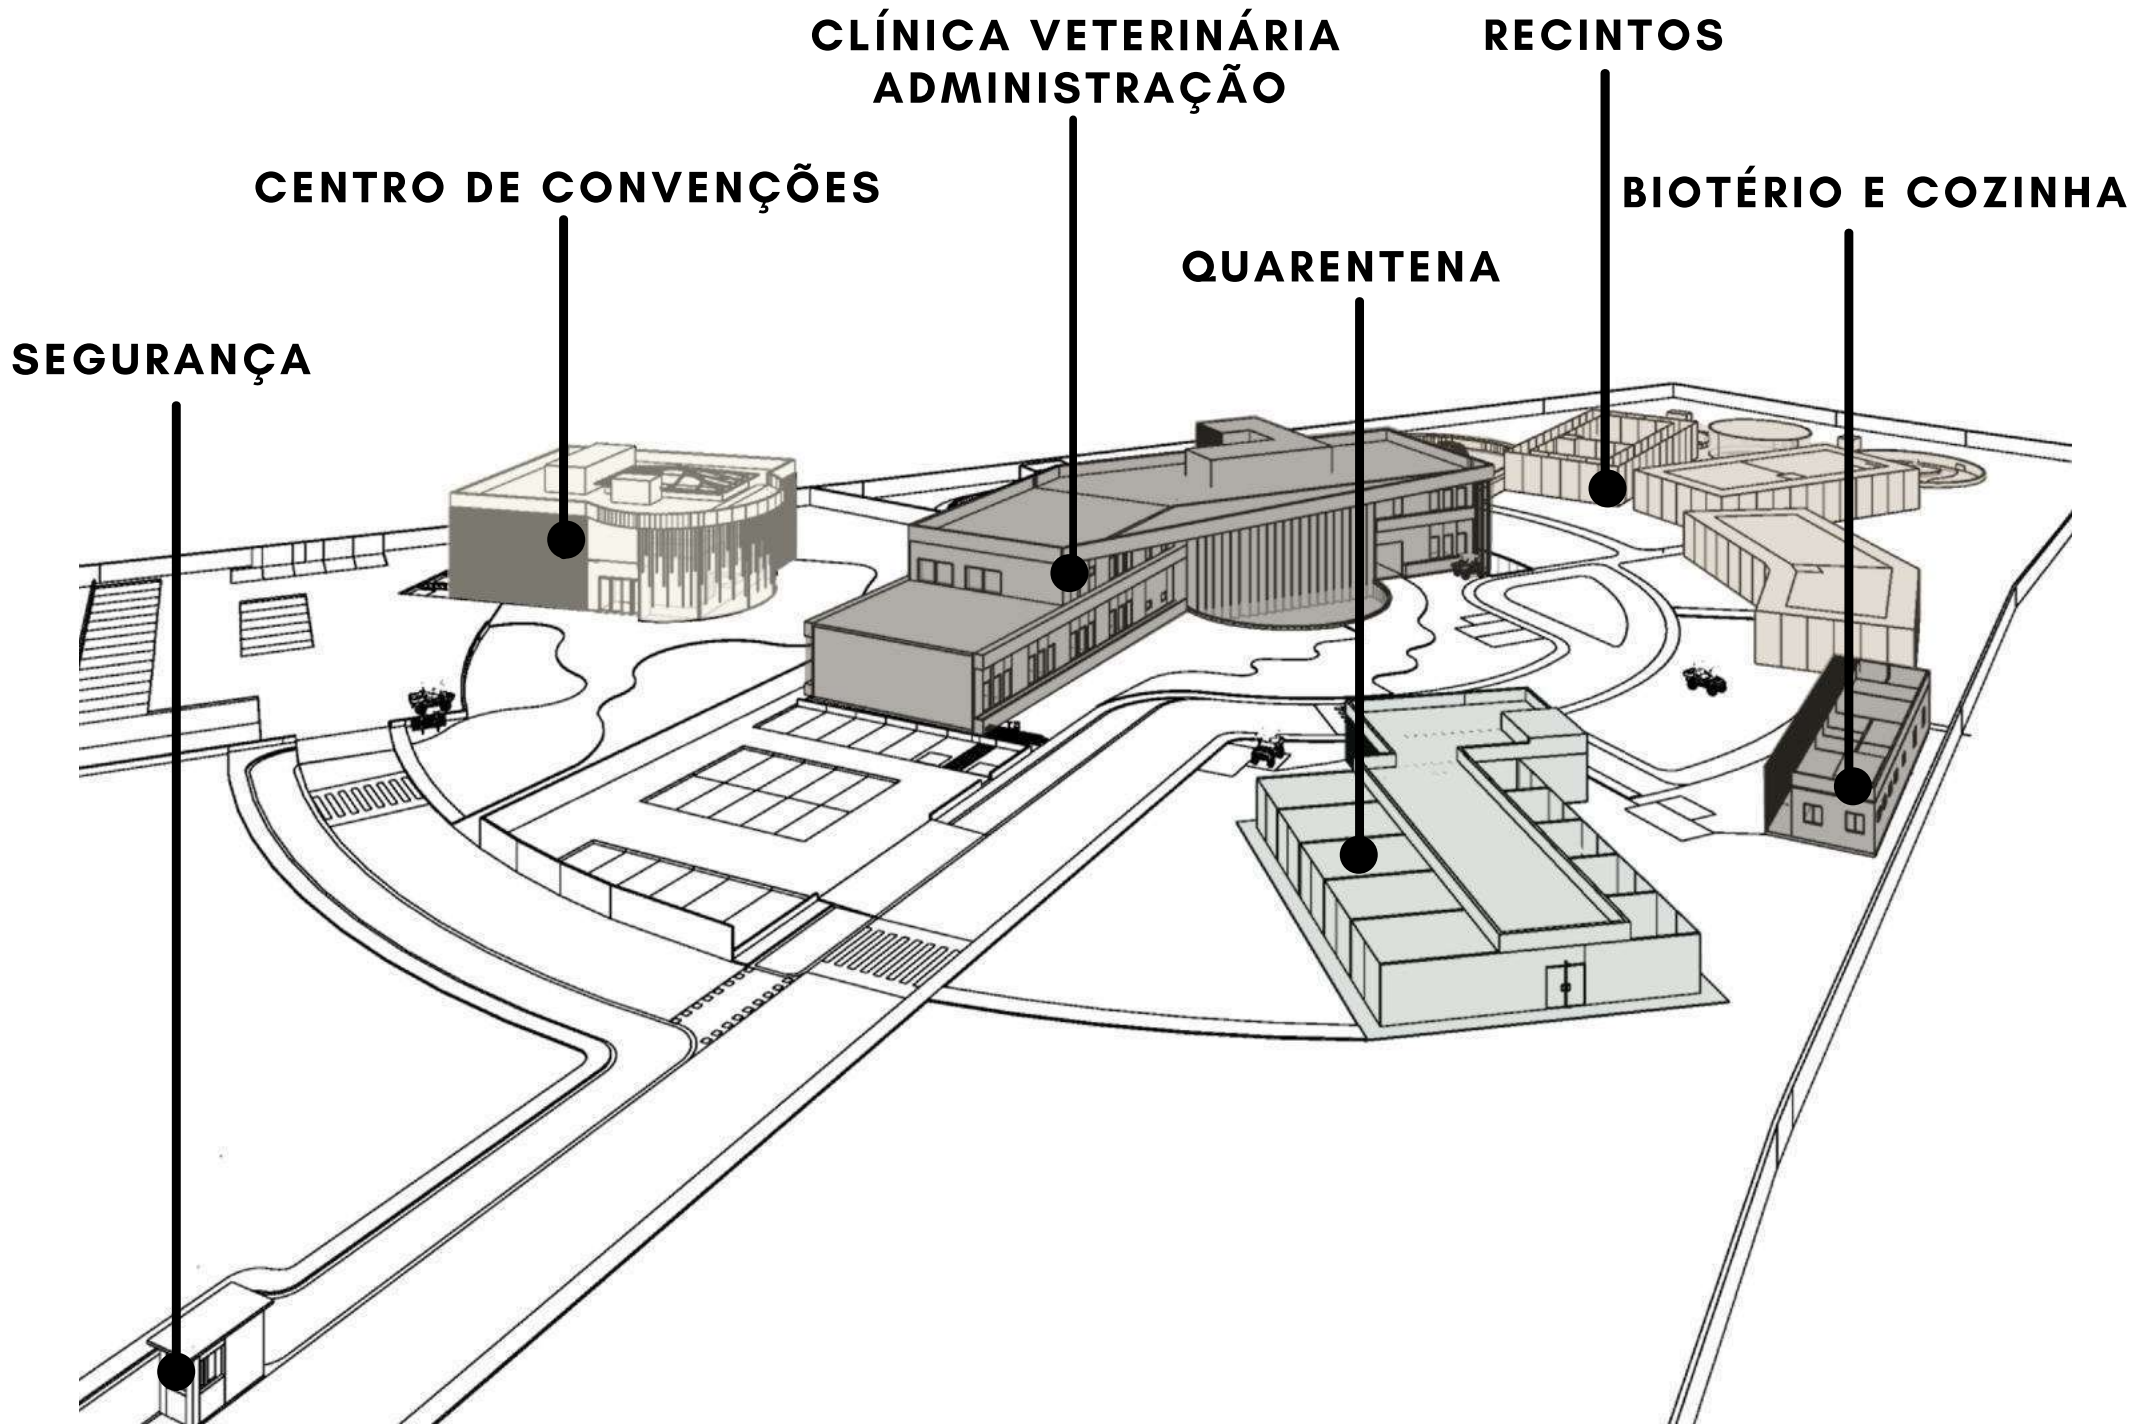 CLÍNICA VETERINÁRIA
ADMINISTRAÇÃO
RECINTOS
CENTRO DE CONVENÇÕES
BIOTÉRIO E COZINHA
QUARENTENA
SEGURANÇA